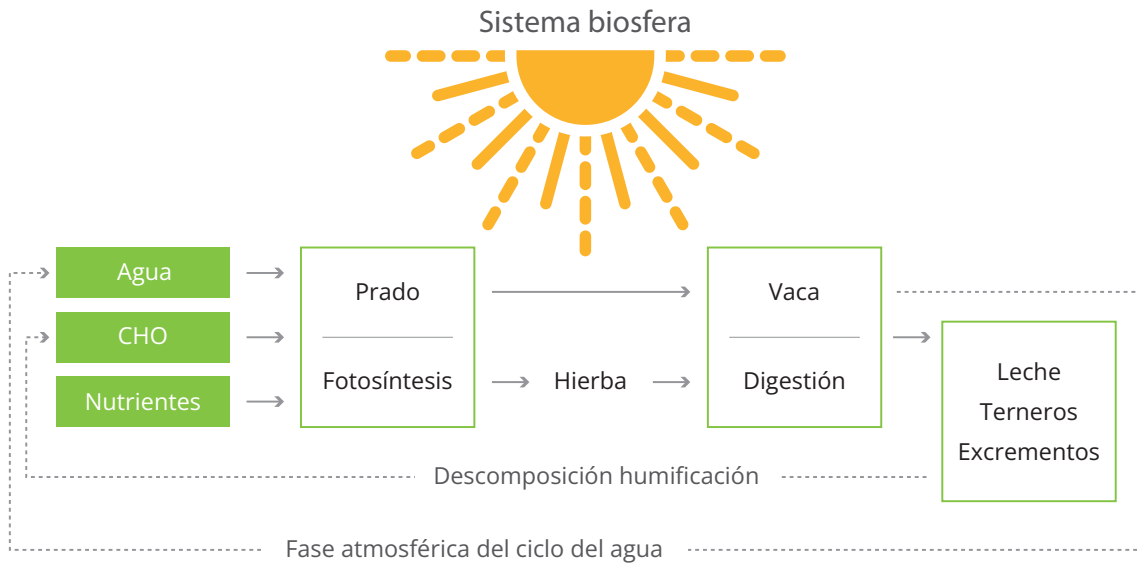 Sistema biosfera
Agua
CHO
Nutrientes
Prado
Fotosíntesis
Hierba
Vaca
Digestión
Leche
Terneros
Excrementos
Descomposición humificación
Fase atmosférica del ciclo del agua